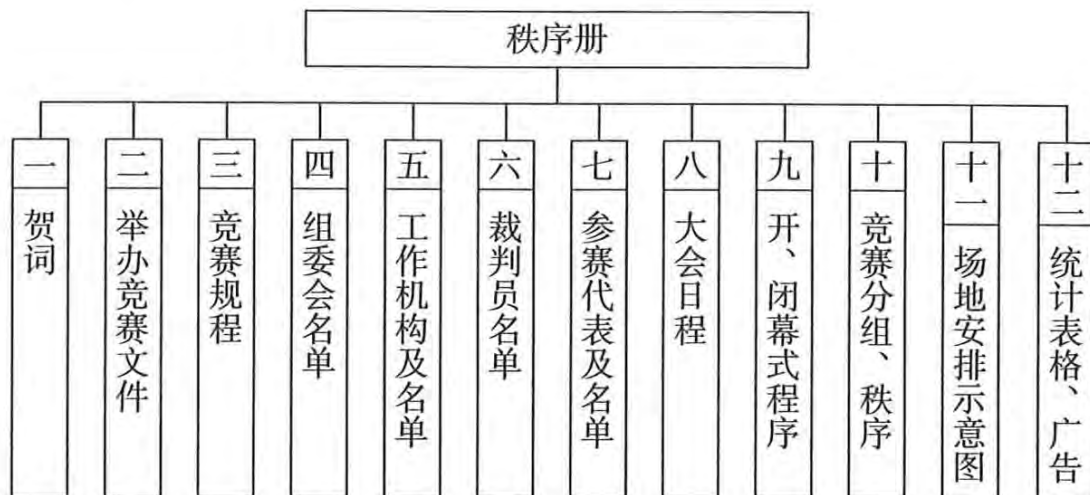 秩序册
一
贺词
二
举办竞赛文件
三
竞赛规程
四
组委会名单
五
工作机构及名单
六
裁判员名单
七
参赛代表及名单
八
大会日程
九
开、闭幕式程序
十
竞赛分组、秩序
十一
场地安排示意图
十二
统计表格、广告